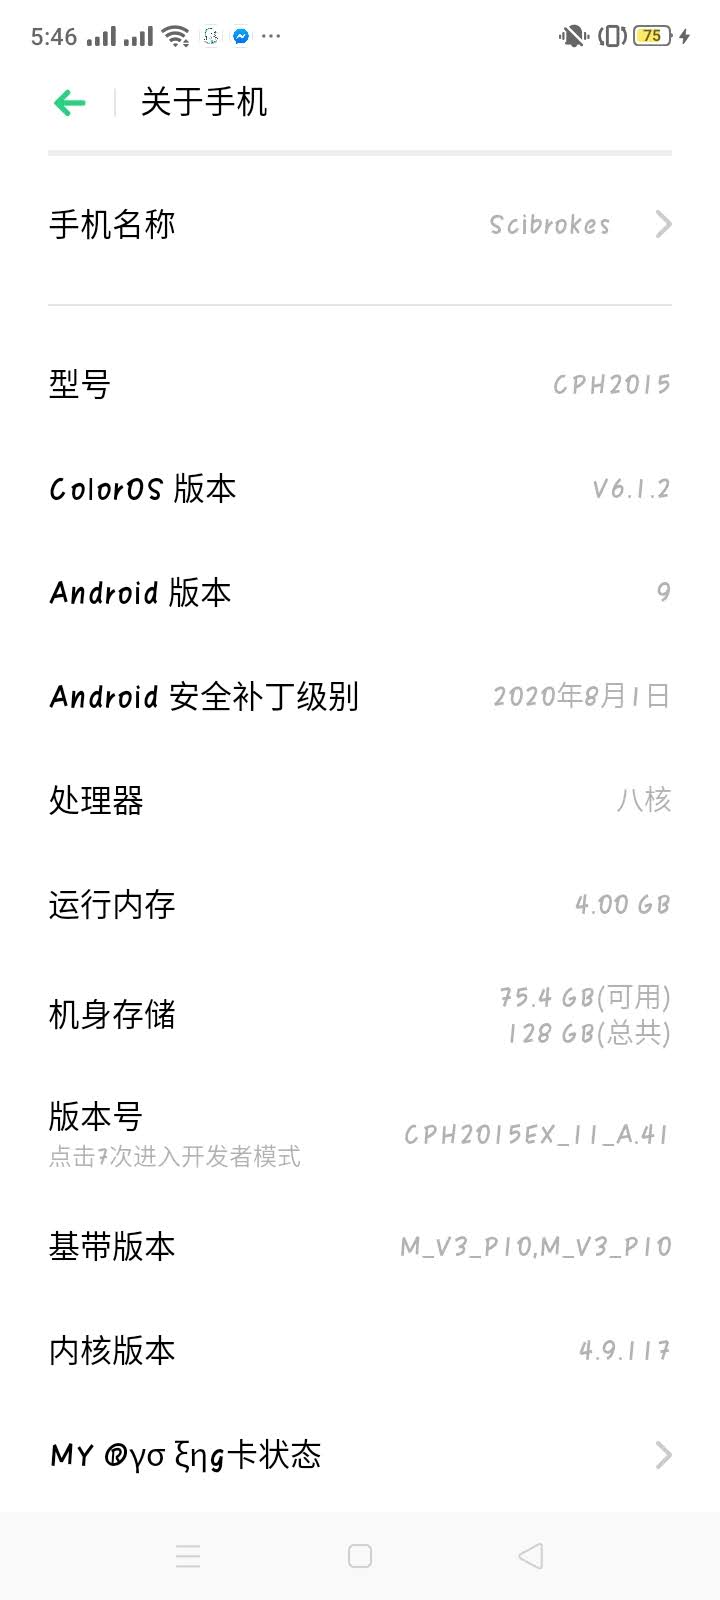 5:46
75
关于手机
手机名称 Scibrokes
型号 CPH2015
ColorOS 版本 V6.1.2
Android 版本 9
Android 安全补丁级别 2020年8月1日
处理器 八核
运行内存 4.00 GB
机身存储 75.4 GB(可用)
128 GB(总共)
版本号 CPH2015EX_11_A.41
点击7次进入开发者模式
基带版本 M_V3_P10,M_V3_P10
内核版本 4.9.117
MY ®γσ ξηg卡状态